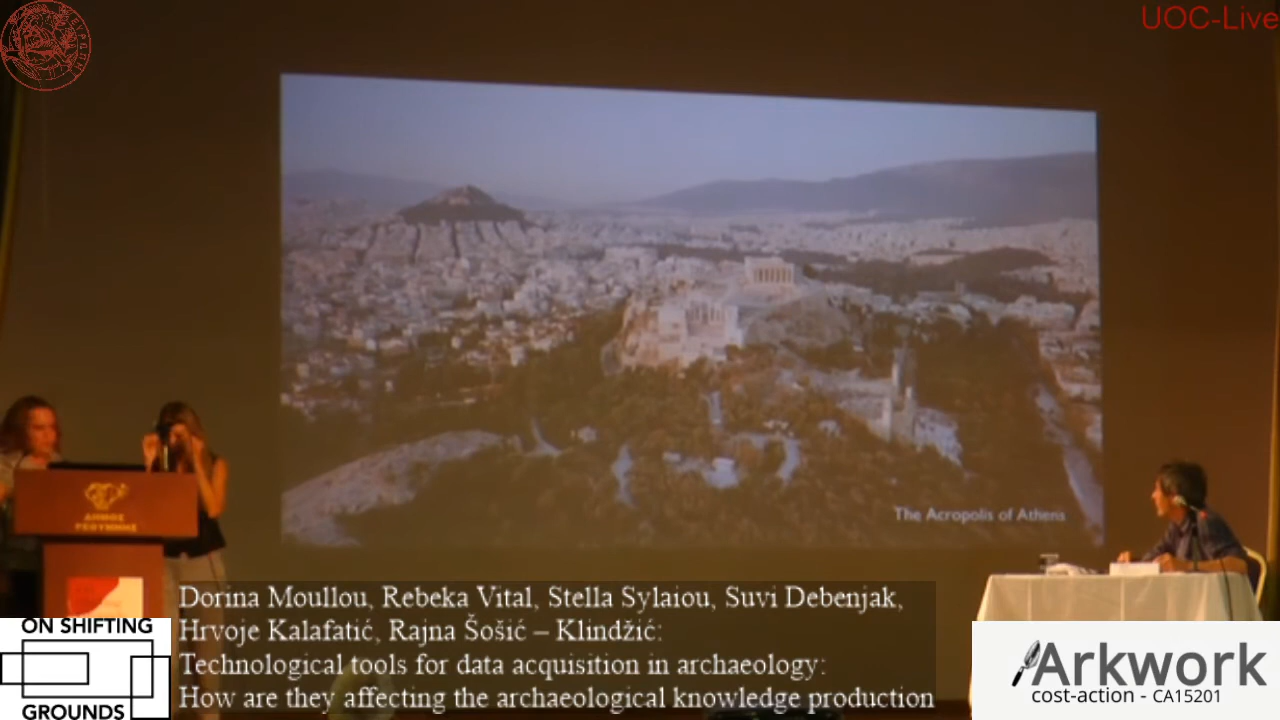 UOC-Live
The Acropolis of Athens
ΔΗΜΟΣ
ΡΕΘΥΜΝΗΣ
Dorina Moullou, Rebeka Vital, Stella Sylaiou, Suvi Debenjak,
Hrvoje Kalafatić, Rajna Šošić – Klindžić:
Technological tools for data acquisition in archaeology:
How are they affecting the archaeological knowledge production
ON SHIFTING
GROUNDS
Arkwork
cost-action - CA15201